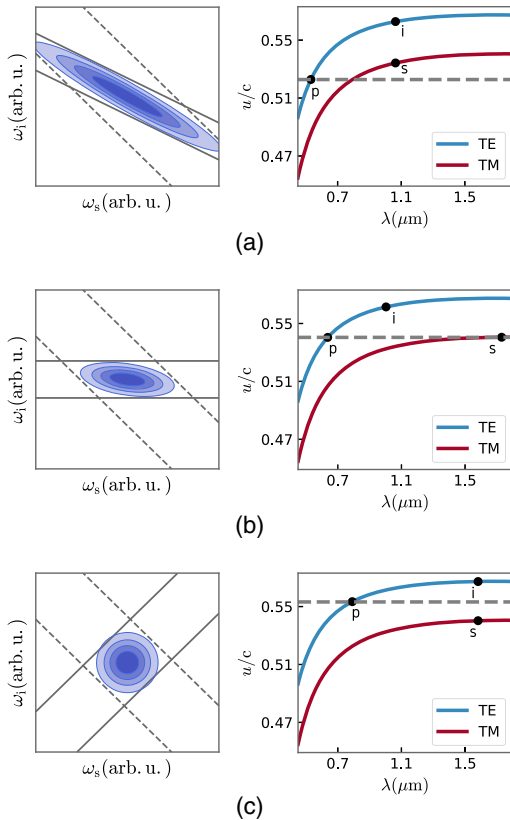 ω_i(arb. u.)
ω_s(arb. u.)
u/c
0.55
0.51
0.47
i
s
p
TE
TM
0.7 1.1 1.5
λ(μm)
(a)
ω_i(arb. u.)
ω_s(arb. u.)
u/c
0.55
0.51
0.47
i
s
p
TE
TM
0.7 1.1 1.5
λ(μm)
(b)
ω_i(arb. u.)
ω_s(arb. u.)
u/c
0.55
0.51
0.47
i
p
s
TE
TM
0.7 1.1 1.5
λ(μm)
(c)